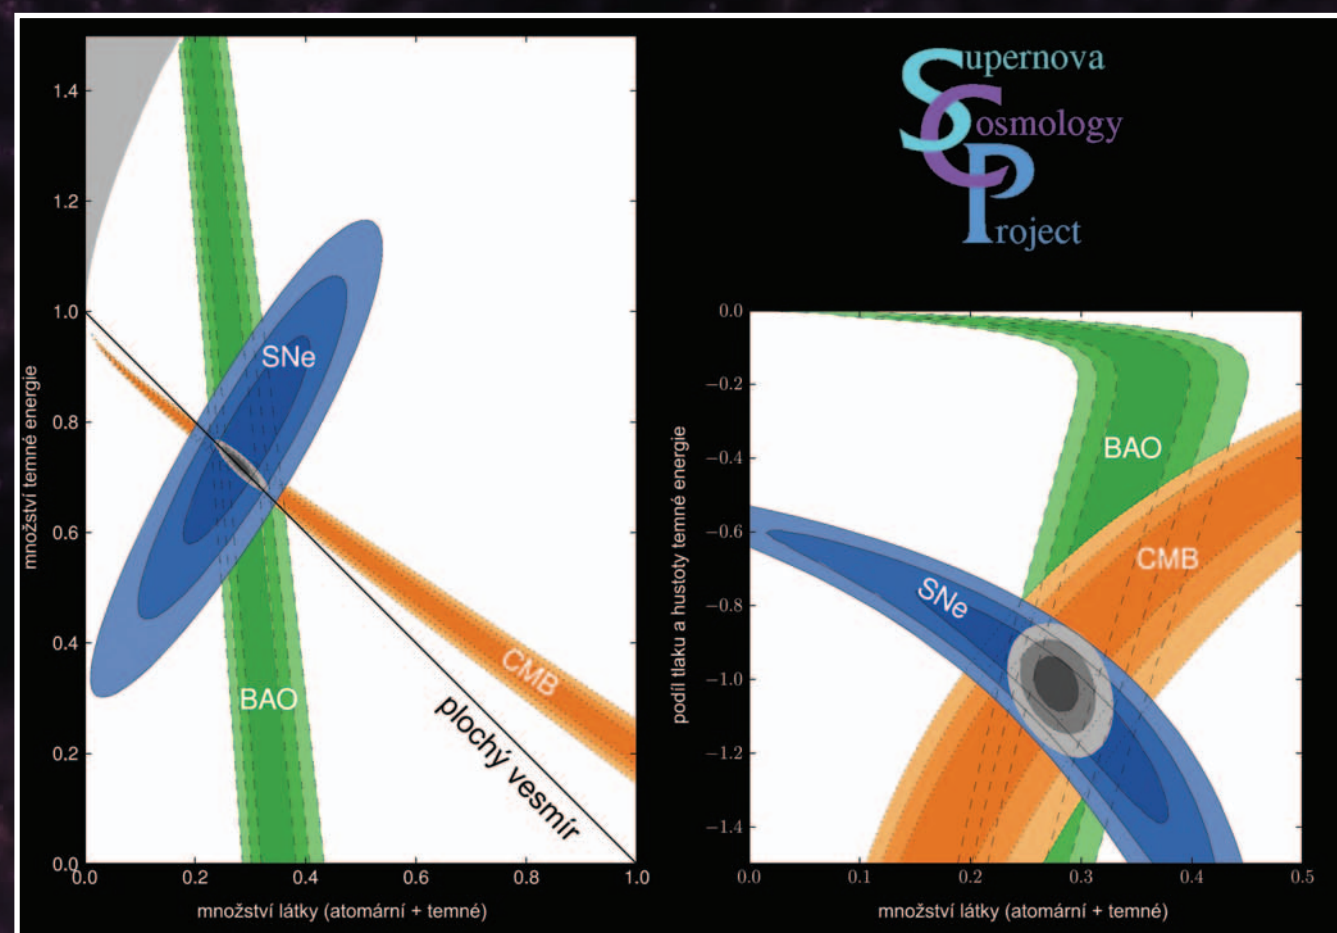 množství temné energie
1.4
1.2
1.0
0.8
0.6
0.4
0.2
0.0
SNe
BAO
CMB
plochý vesmír
0.0 0.2 0.4 0.6 0.8 1.0
množství látky (atomární + temné)
Supernova
Cosmology
Project
podíl tlaku a hustoty temné energie
0.0
−0.2
−0.4
−0.6
−0.8
−1.0
−1.2
−1.4
BAO
CMB
SNe
0.0 0.1 0.2 0.3 0.4 0.5
množství látky (atomární + temné)